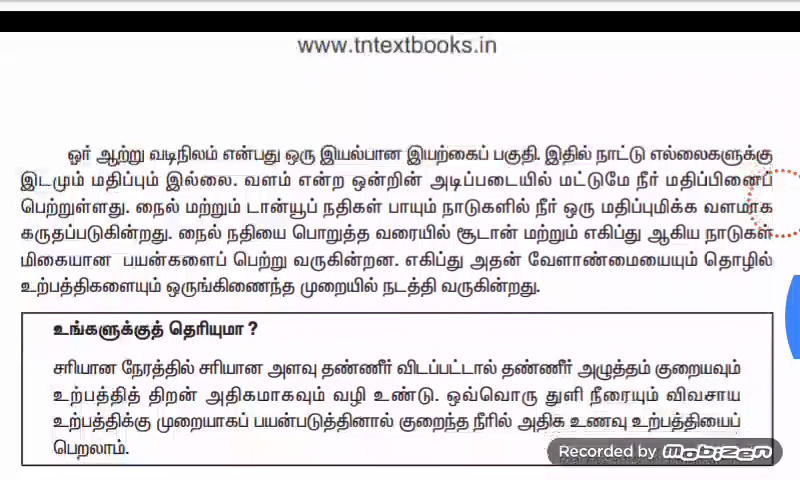 www.tntextbooks.in
ஓர் ஆற்று வடிநிலம் என்பது ஒரு இயல்பான இயற்கைப் பகுதி. இதில் நாட்டு எல்லைகளுக்கு
இடமும் மதிப்பும் இல்லை. வளம் என்ற ஒன்றின் அடிப்படையில் மட்டுமே நீர் மதிப்பினைப்
பெற்றுள்ளது. நைல் மற்றும் டான்யூப் நதிகள் பாயும் நாடுகளில் நீர் ஒரு மதிப்புமிக்க வளமாக
கருதப்படுகின்றது. நைல் நதியை பொறுத்த வரையில் சூடான் மற்றும் எகிப்து ஆகிய நாடுகள்
மிகையான பயன்களைப் பெற்று வருகின்றன. எகிப்து அதன் வேளாண்மையையும் தொழில்
உற்பத்திகளையும் ஒருங்கிணைந்த முறையில் நடத்தி வருகின்றது.
உங்களுக்குத் தெரியுமா ?
சரியான நேரத்தில் சரியான அளவு தண்ணீர் விடப்பட்டால் தண்ணீர் அழுத்தம் குறையவும்
உற்பத்தித் திறன் அதிகமாகவும் வழி உண்டு. ஒவ்வொரு துளி நீரையும் விவசாய
உற்பத்திக்கு முறையாகப் பயன்படுத்தினால் குறைந்த நீரில் அதிக உணவு உற்பத்தியைப்
பெறலாம்.
Recorded by mobizen